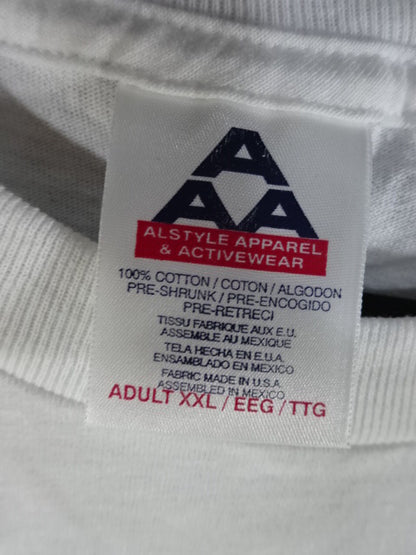 A
A A
ALSTYLE APPAREL
& ACTIVEWEAR
100% COTTON / COTON / ALGODON
PRE-SHRUNK / PRE-ENCOGIDO
PRE-RETRECI
TISSU FABRIQUE AUX E.U.
ASSEMBLE AU MEXIQUE
TELA HECHA EN E.U.A.
ENSAMBLADO EN MEXICO
FABRIC MADE IN U.S.A.
ASSEMBLED IN MEXICO
ADULT XXL / EEG / TTG